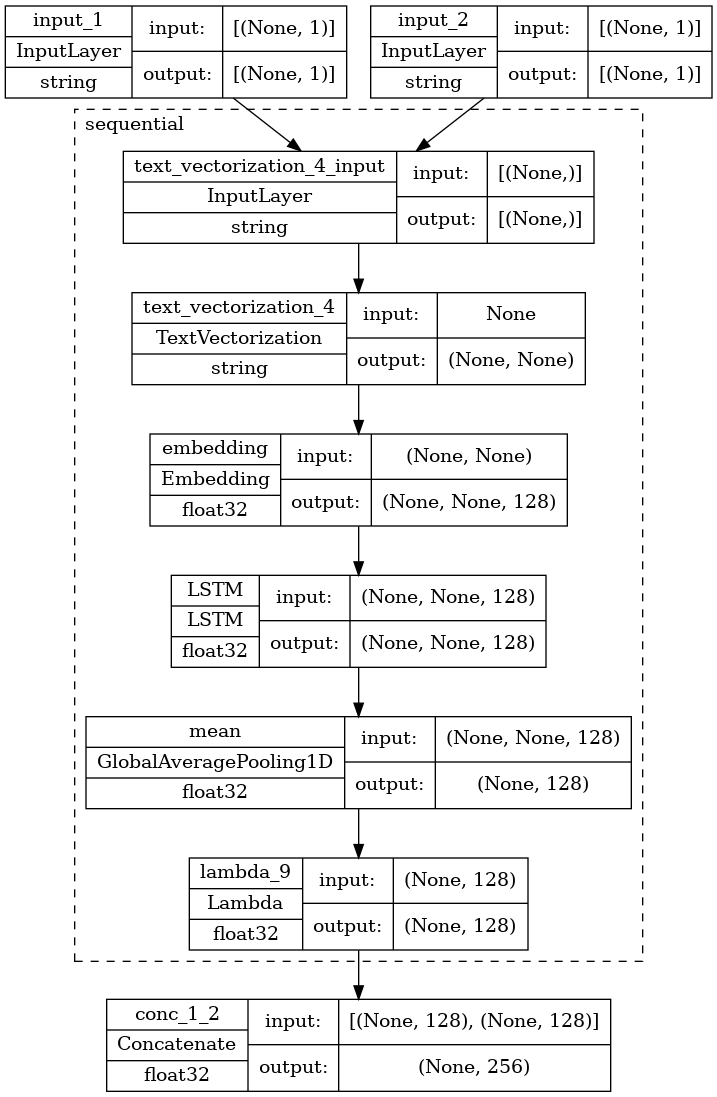 input_1
InputLayer
string
input:
[(None, 1)]
output:
[(None, 1)]
input_2
InputLayer
string
input:
[(None, 1)]
output:
[(None, 1)]
sequential
text_vectorization_4_input
InputLayer
string
input:
[(None,)]
output:
[(None,)]
text_vectorization_4
TextVectorization
string
input:
None
output:
(None, None)
embedding
Embedding
float32
input:
(None, None)
output:
(None, None, 128)
LSTM
LSTM
float32
input:
(None, None, 128)
output:
(None, None, 128)
mean
GlobalAveragePooling1D
float32
input:
(None, None, 128)
output:
(None, 128)
lambda_9
Lambda
float32
input:
(None, 128)
output:
(None, 128)
conc_1_2
Concatenate
float32
input:
[(None, 128), (None, 128)]
output:
(None, 256)